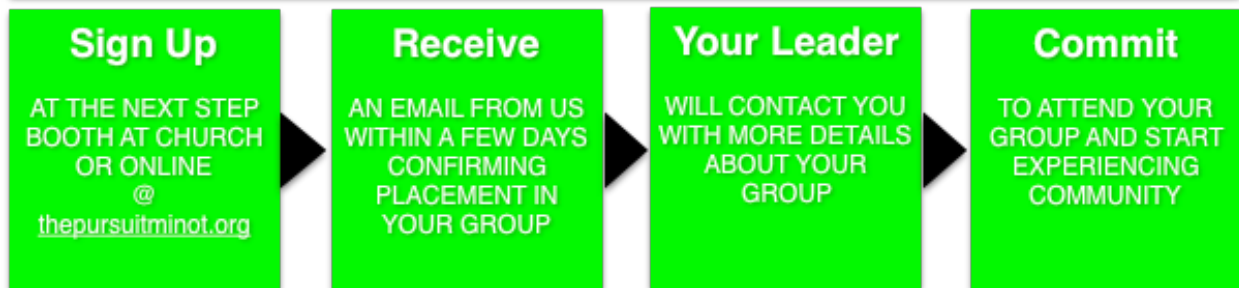 Sign Up
AT THE NEXT STEP
BOOTH AT CHURCH
OR ONLINE
@
thepursuitminot.org
Receive
AN EMAIL FROM US
WITHIN A FEW DAYS
CONFIRMING
PLACEMENT IN
YOUR GROUP
Your Leader
WILL CONTACT YOU
WITH MORE DETAILS
ABOUT YOUR
GROUP
Commit
TO ATTEND YOUR
GROUP AND START
EXPERIENCING
COMMUNITY